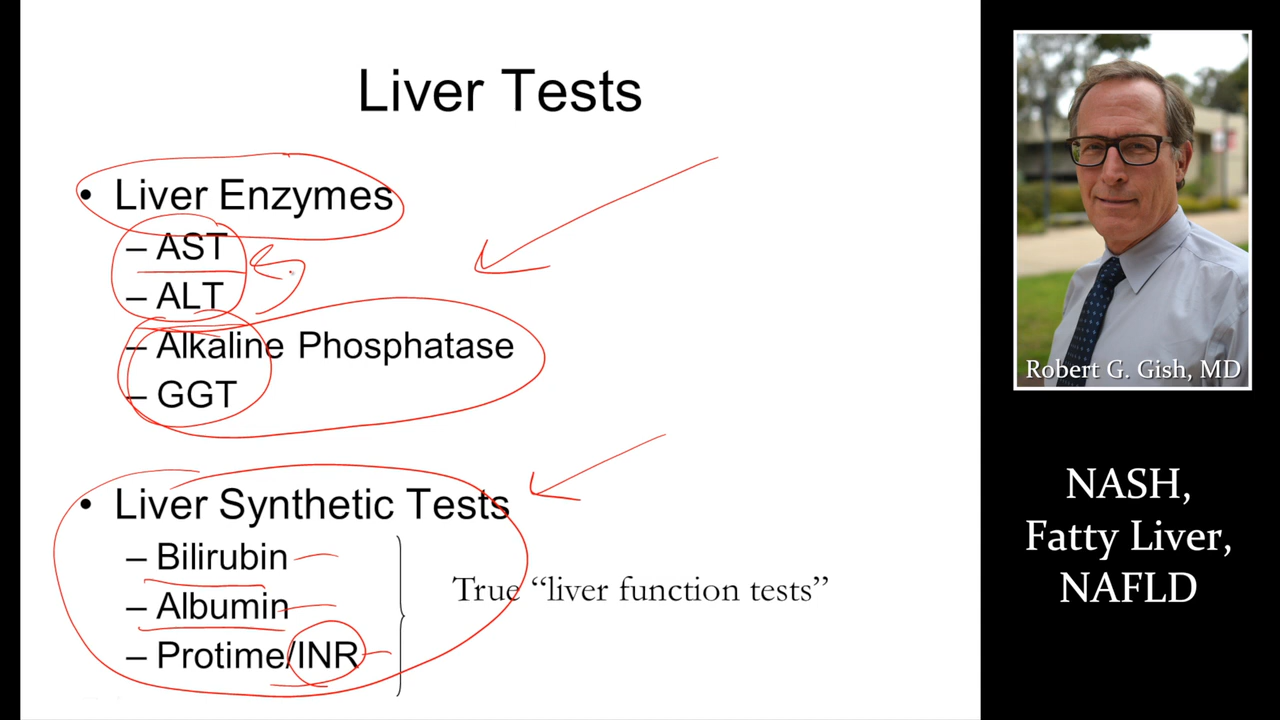 Liver Tests
• Liver Enzymes
– AST
– ALT
– Alkaline Phosphatase
– GGT
• Liver Synthetic Tests
– Bilirubin
– Albumin
– Protime/INR
True “liver function tests”
Robert G. Gish, MD
NASH,
Fatty Liver,
NAFLD